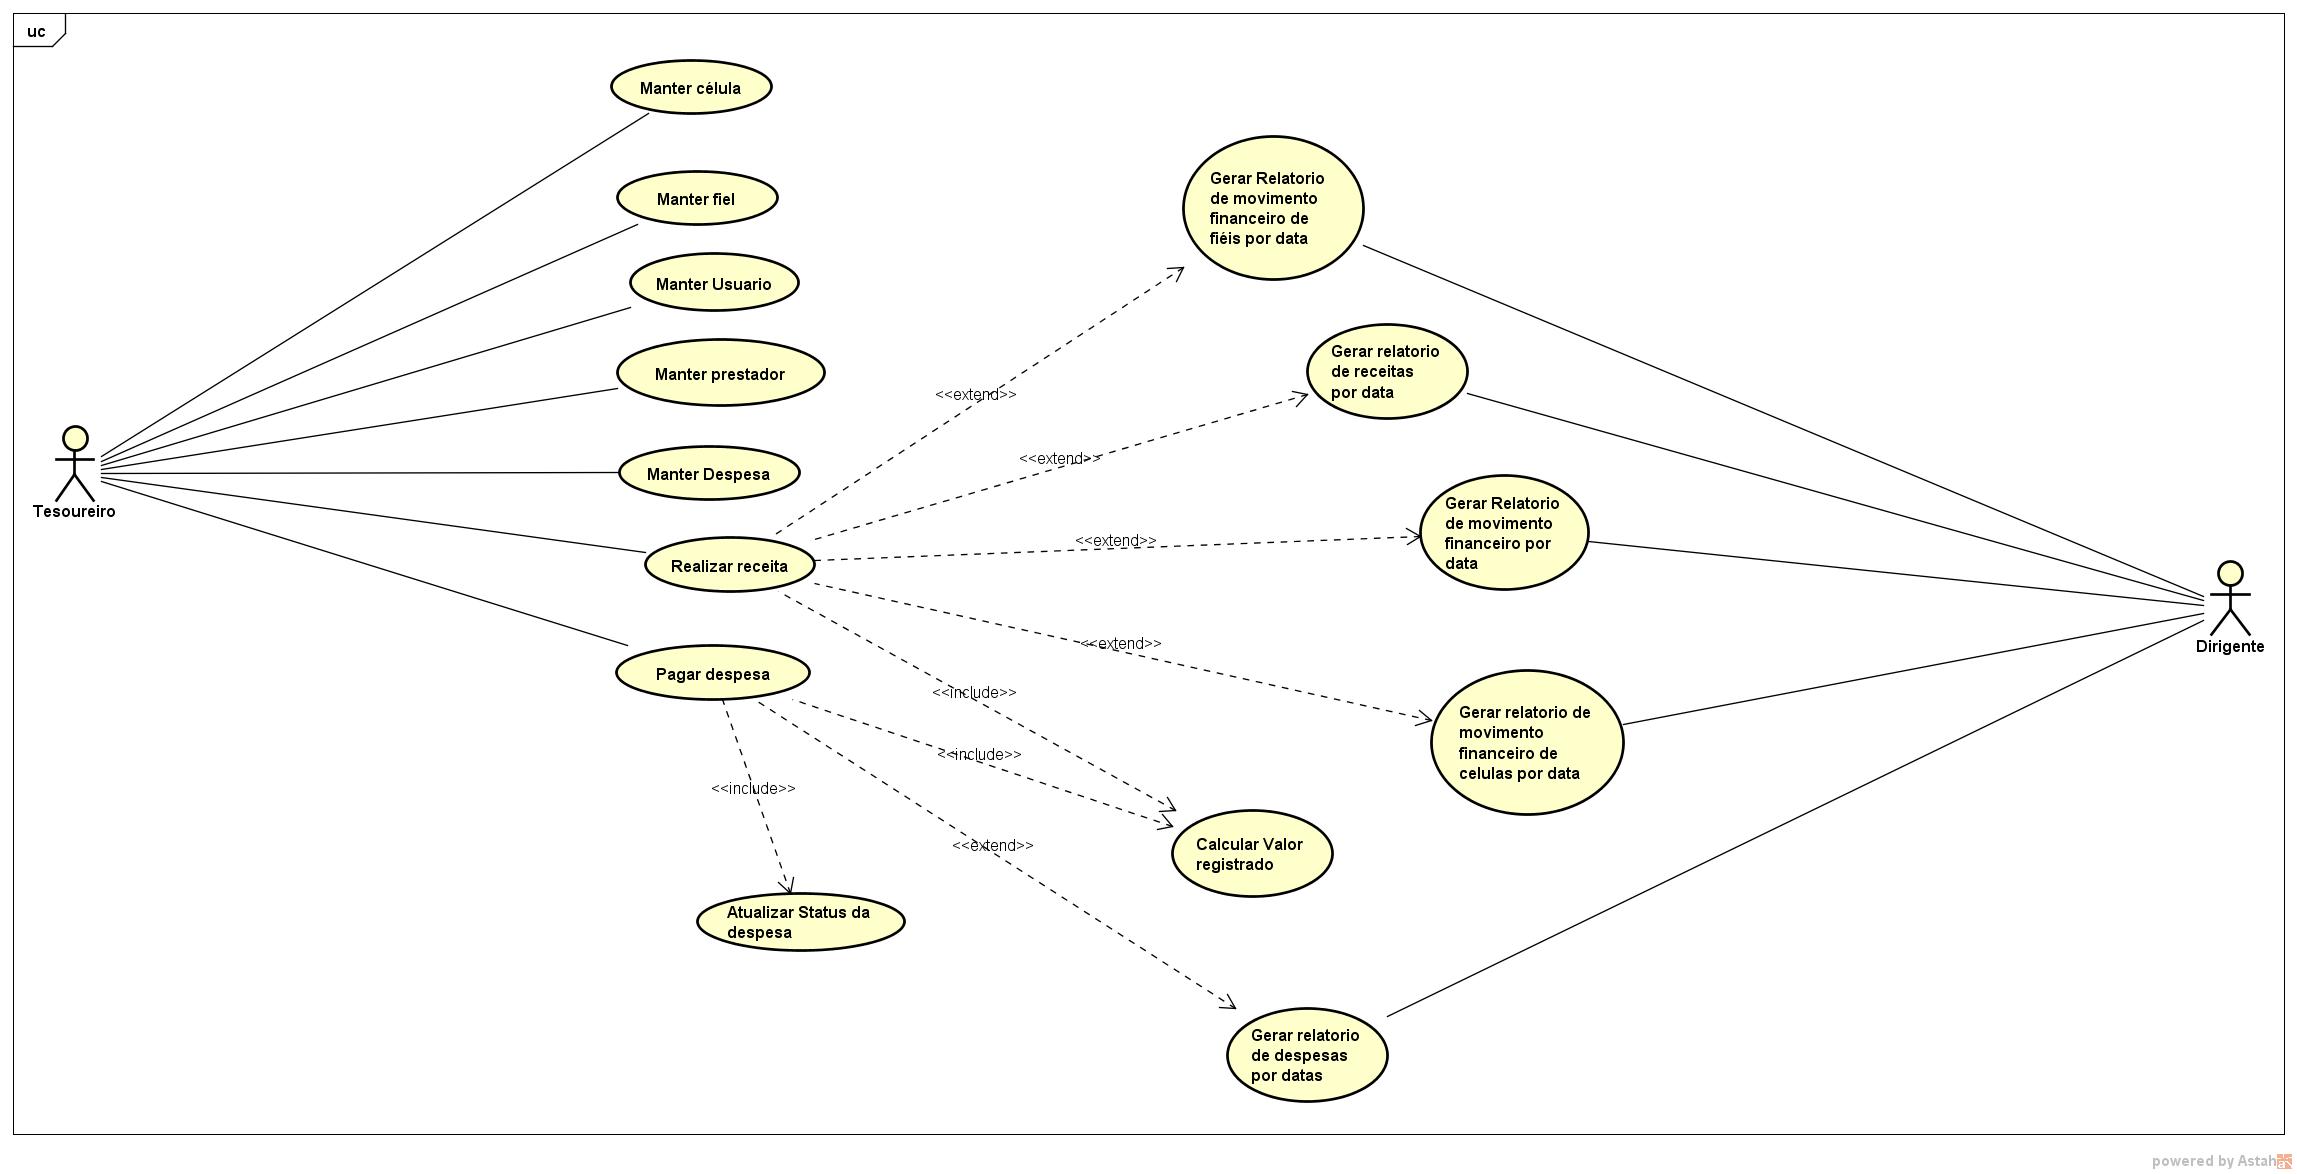 uc
Manter célula
Manter fiel
Manter Usuario
Manter prestador
Manter Despesa
Realizar receita
Pagar despesa
Tesoureiro
Gerar Relatorio
de movimento
financeiro de
fiéis por data
Gerar relatorio
de receitas
por data
Gerar Relatorio
de movimento
financeiro por
data
Gerar relatorio de
movimento
financeiro de
celulas por data
Dirigente
<<extend>>
<<extend>>
<<extend>>
<<extend>>
<<include>>
<<include>>
<<include>>
<<extend>>
Calcular Valor
registrado
Atualizar Status da
despesa
Gerar relatorio
de despesas
por datas
powered by Astah